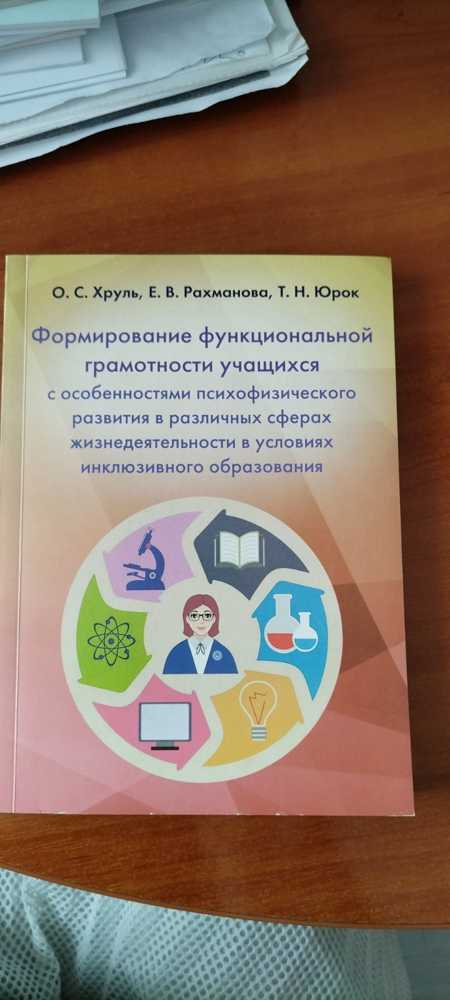 О. С. Хруль, Е. В. Рахманова, Т. Н. Юрок
Формирование функциональной
грамотности учащихся
с особенностями психофизического
развития в различных сферах
жизнедеятельности в условиях
инклюзивного образования